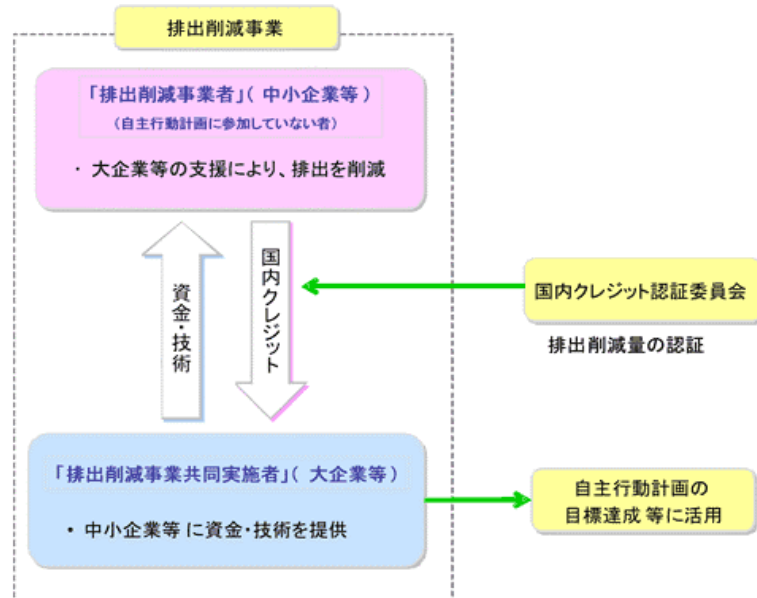 排出削減事業
「排出削減事業者」(中小企業等)
(自主行動計画に参加していない者)
・ 大企業等の支援により、排出を削減
資金・技術
国内クレジット
国内クレジット認証委員会
排出削減量の認証
「排出削減事業共同実施者」( 大企業等)
・ 中小企業等 に資金・技術を提供
自主行動計画の
目標達成 等に活用